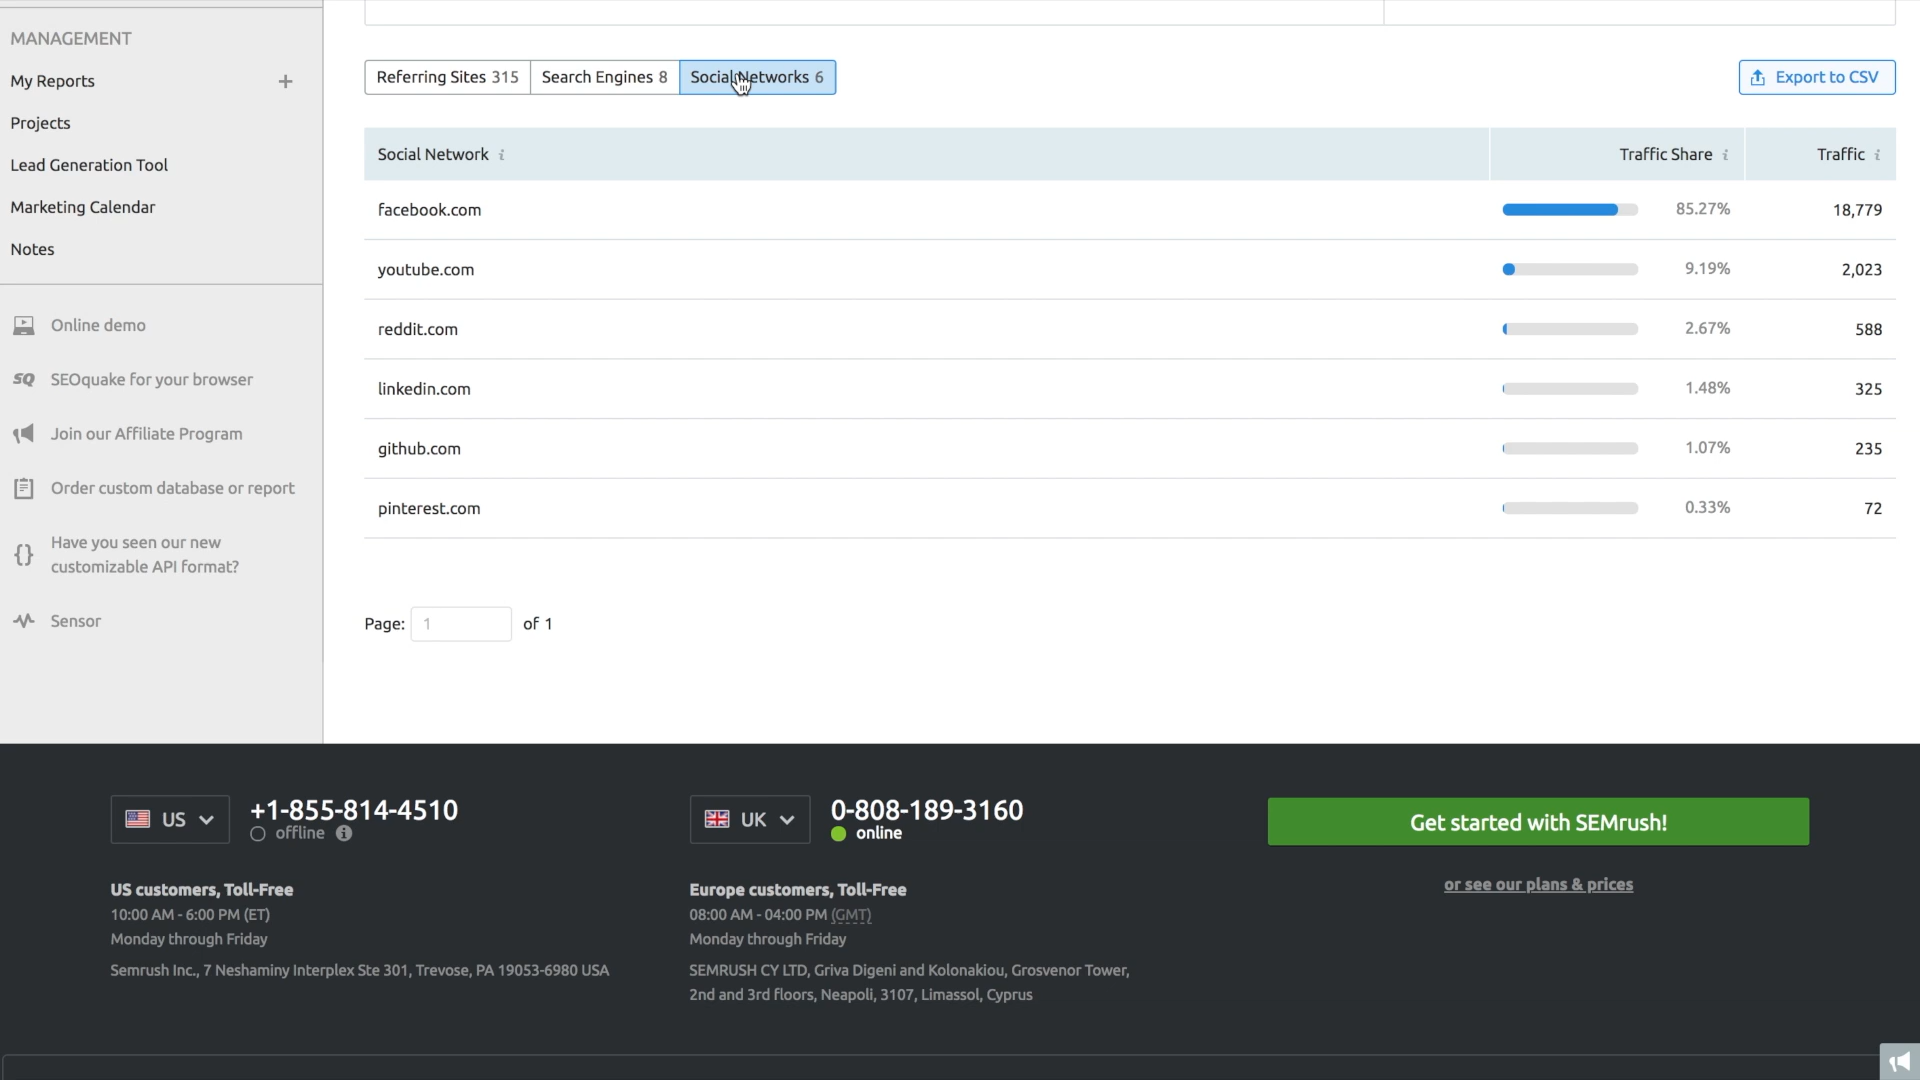 MANAGEMENT
My Reports +
Projects
Lead Generation Tool
Marketing Calendar
Notes
Online demo
SQ SEOquake for your browser
Join our Affiliate Program
Order custom database or report
{} Have you seen our new
customizable API format?
Sensor
Referring Sites 315 Search Engines 8 Social Networks 6
Export to CSV
Social Network i Traffic Share i Traffic i
facebook.com 85.27% 18,779
youtube.com 9.19% 2,023
reddit.com 2.67% 588
linkedin.com 1.48% 325
github.com 1.07% 235
pinterest.com 0.33% 72
Page: 1 of 1
US +1-855-814-4510
offline i
US customers, Toll-Free
10:00 AM - 6:00 PM (ET)
Monday through Friday
Semrush Inc., 7 Neshaminy Interplex Ste 301, Trevose, PA 19053-6980 USA
UK 0-808-189-3160
online
Europe customers, Toll-Free
08:00 AM - 04:00 PM (GMT)
Monday through Friday
SEMRUSH CY LTD, Griva Digeni and Kolonakiou, Grosvenor Tower,
2nd and 3rd floors, Neapoli, 3107, Limassol, Cyprus
Get started with SEMrush!
or see our plans & prices